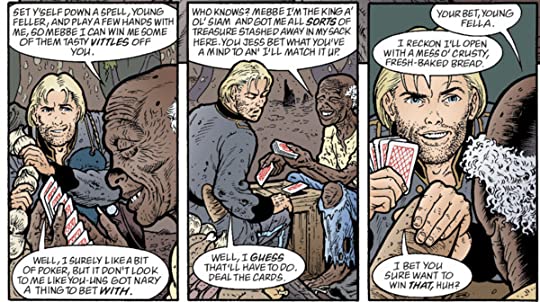 SET Y'SELF DOWN A SPELL, YOUNG
FELLER, AND PLAY A FEW HANDS WITH
ME, SO MEBBE I CAN WIN ME SOME
OF THEM TASTY VITTLES OFF
YOU.
WELL, I SURELY LIKE A BIT
OF POKER, BUT IT DON'T LOOK
TO ME LIKE YOU-UNS GOT NARY
A THING TO BET WITH.
WHO KNOWS? MEBBE I'M THE KING A'
OL' SIAM AND GOT ME ALL SORTS OF
TREASURE STASHED AWAY IN MY SACK
HERE. YOU JESS BET WHAT YOU'VE
A MIND TO AN' I'LL MATCH IT UP.
WELL, I GUESS
THAT'LL HAVE TO DO.
DEAL THE CARDS.
YOUR BET, YOUNG
FELLA.
I RECKON I'LL OPEN
WITH A MESS O' CRUSTY,
FRESH-BAKED BREAD.
I BET YOU
SURE WANT TO
WIN THAT, HUH?